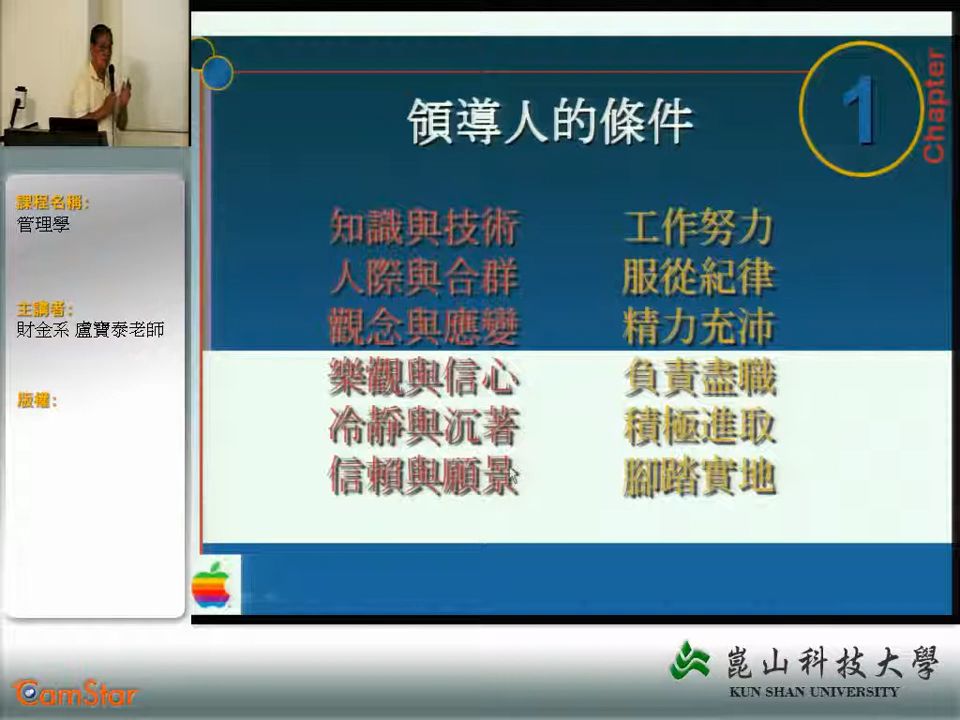 課程名稱:
管理學
主講者:
財金系 盧寶泰老師
版權:
領導人的條件
1
Chapter
知識與技術
工作努力
人際與合群
服從紀律
觀念與應變
精力充沛
樂觀與信心
負責盡職
冷靜與沉著
積極進取
信賴與願景
腳踏實地
崑山科技大學
KUN SHAN UNIVERSITY
CamStar